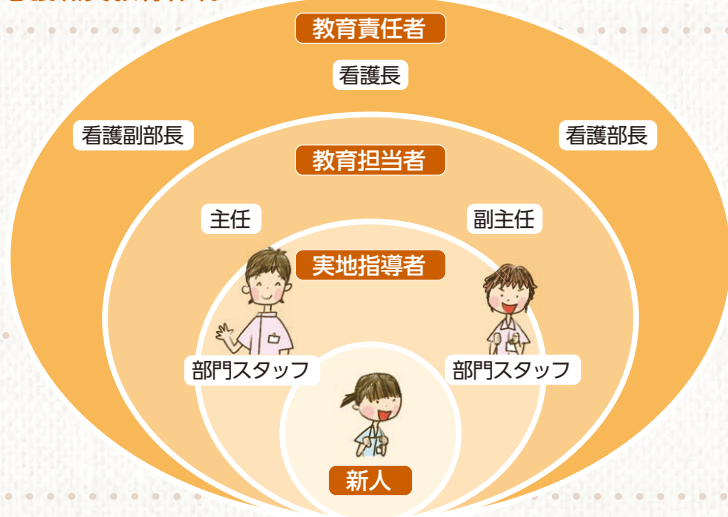 教育責任者
看護長
看護副部長
看護部長
教育担当者
主任
副主任
実地指導者
部門スタッフ
部門スタッフ
新人